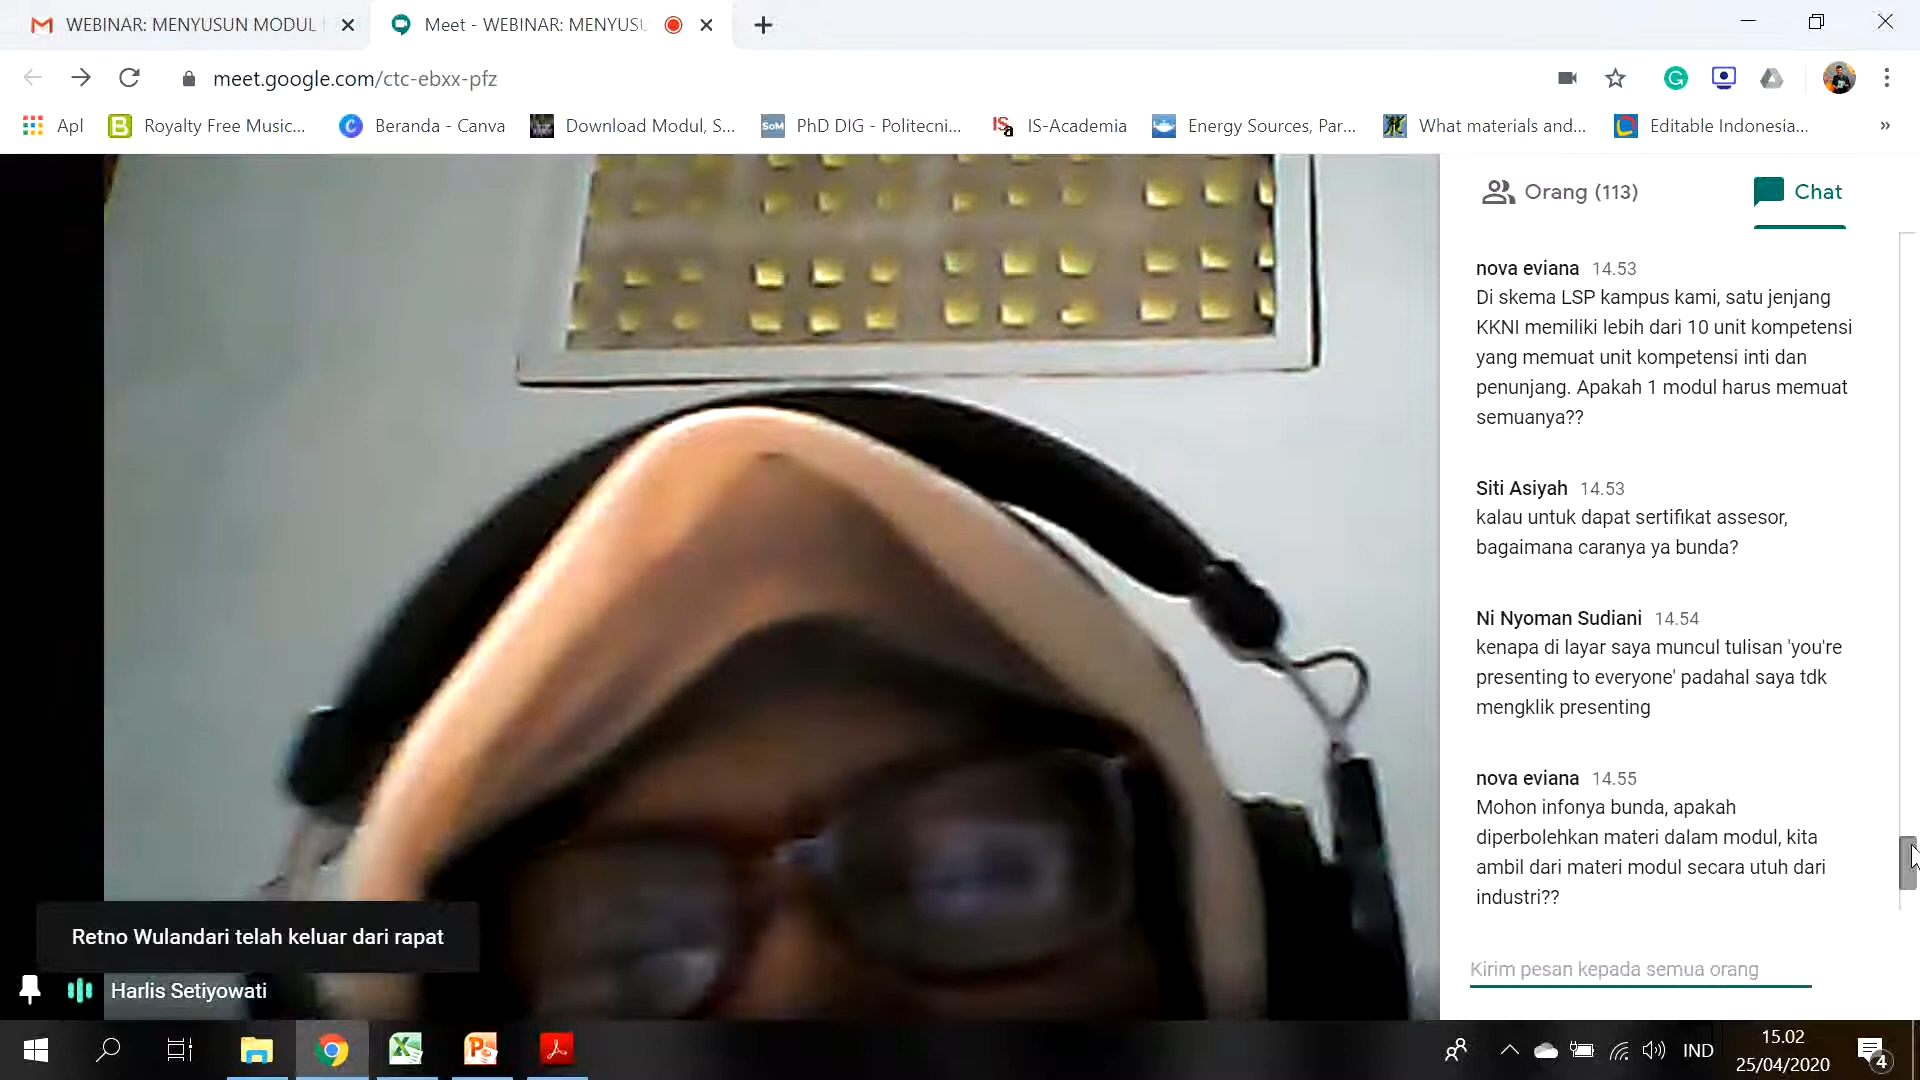 WEBINAR: MENYUSUN MODUL
Meet - WEBINAR: MENYUSU
meet.google.com/ctc-ebxx-pfz
Apl
Royalty Free Music...
Beranda - Canva
Download Modul, S...
SoM
PhD DIG - Politecni...
ISa
IS-Academia
Energy Sources, Par...
What materials and...
Editable Indonesia...
»
Orang (113)
Chat
nova eviana 14.53
Di skema LSP kampus kami, satu jenjang
KKNI memiliki lebih dari 10 unit kompetensi
yang memuat unit kompetensi inti dan
penunjang. Apakah 1 modul harus memuat
semuanya??
Siti Asiyah 14.53
kalau untuk dapat sertifikat assesor,
bagaimana caranya ya bunda?
Ni Nyoman Sudiani 14.54
kenapa di layar saya muncul tulisan 'you're
presenting to everyone' padahal saya tdk
mengklik presenting
nova eviana 14.55
Mohon infonya bunda, apakah
diperbolehkan materi dalam modul, kita
ambil dari materi modul secara utuh dari
industri??
Kirim pesan kepada semua orang
Retno Wulandari telah keluar dari rapat
Harlis Setiyowati
IND
15.02
25/04/2020
4